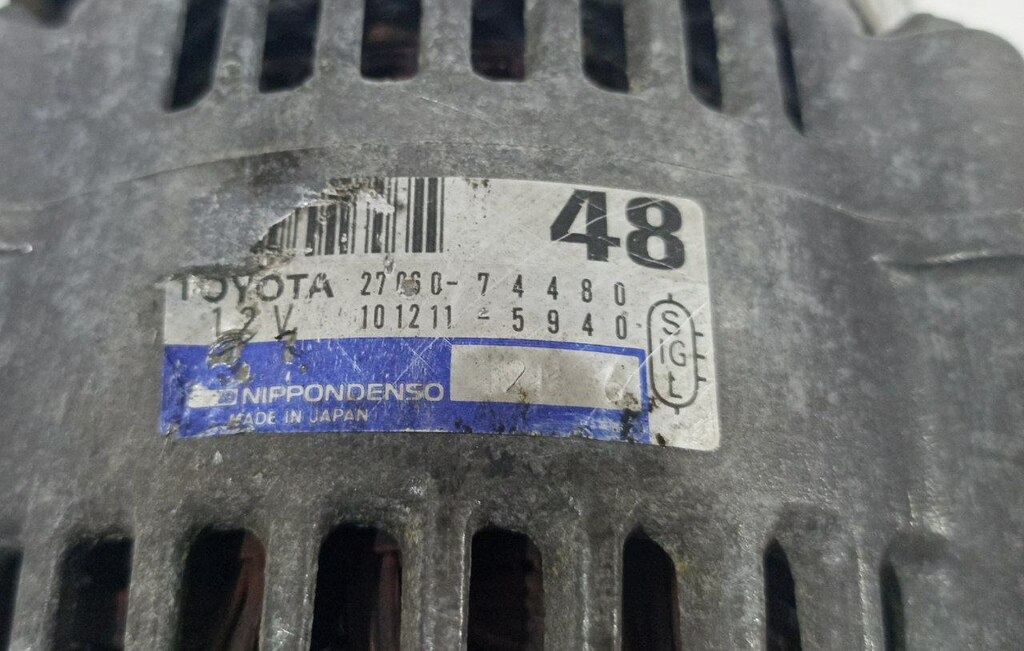 48
TOYOTA 27060-74480
12V 101211-5940
S
IG
L
NIPPONDENSO
MADE IN JAPAN